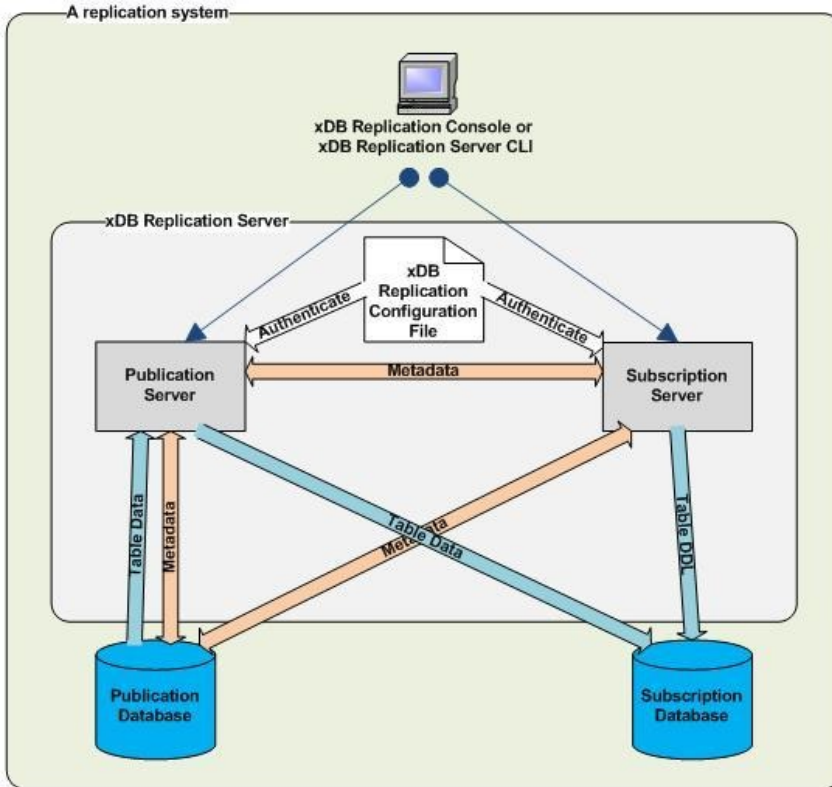 A replication system
xDB Replication Console or
xDB Replication Server CLI
xDB Replication Server
xDB
Replication
Configuration
File
Authenticate
Authenticate
Publication
Server
Metadata
Subscription
Server
Table Data
Metadata
Table Data
Metadata
Table DDL
Publication
Database
Subscription
Database